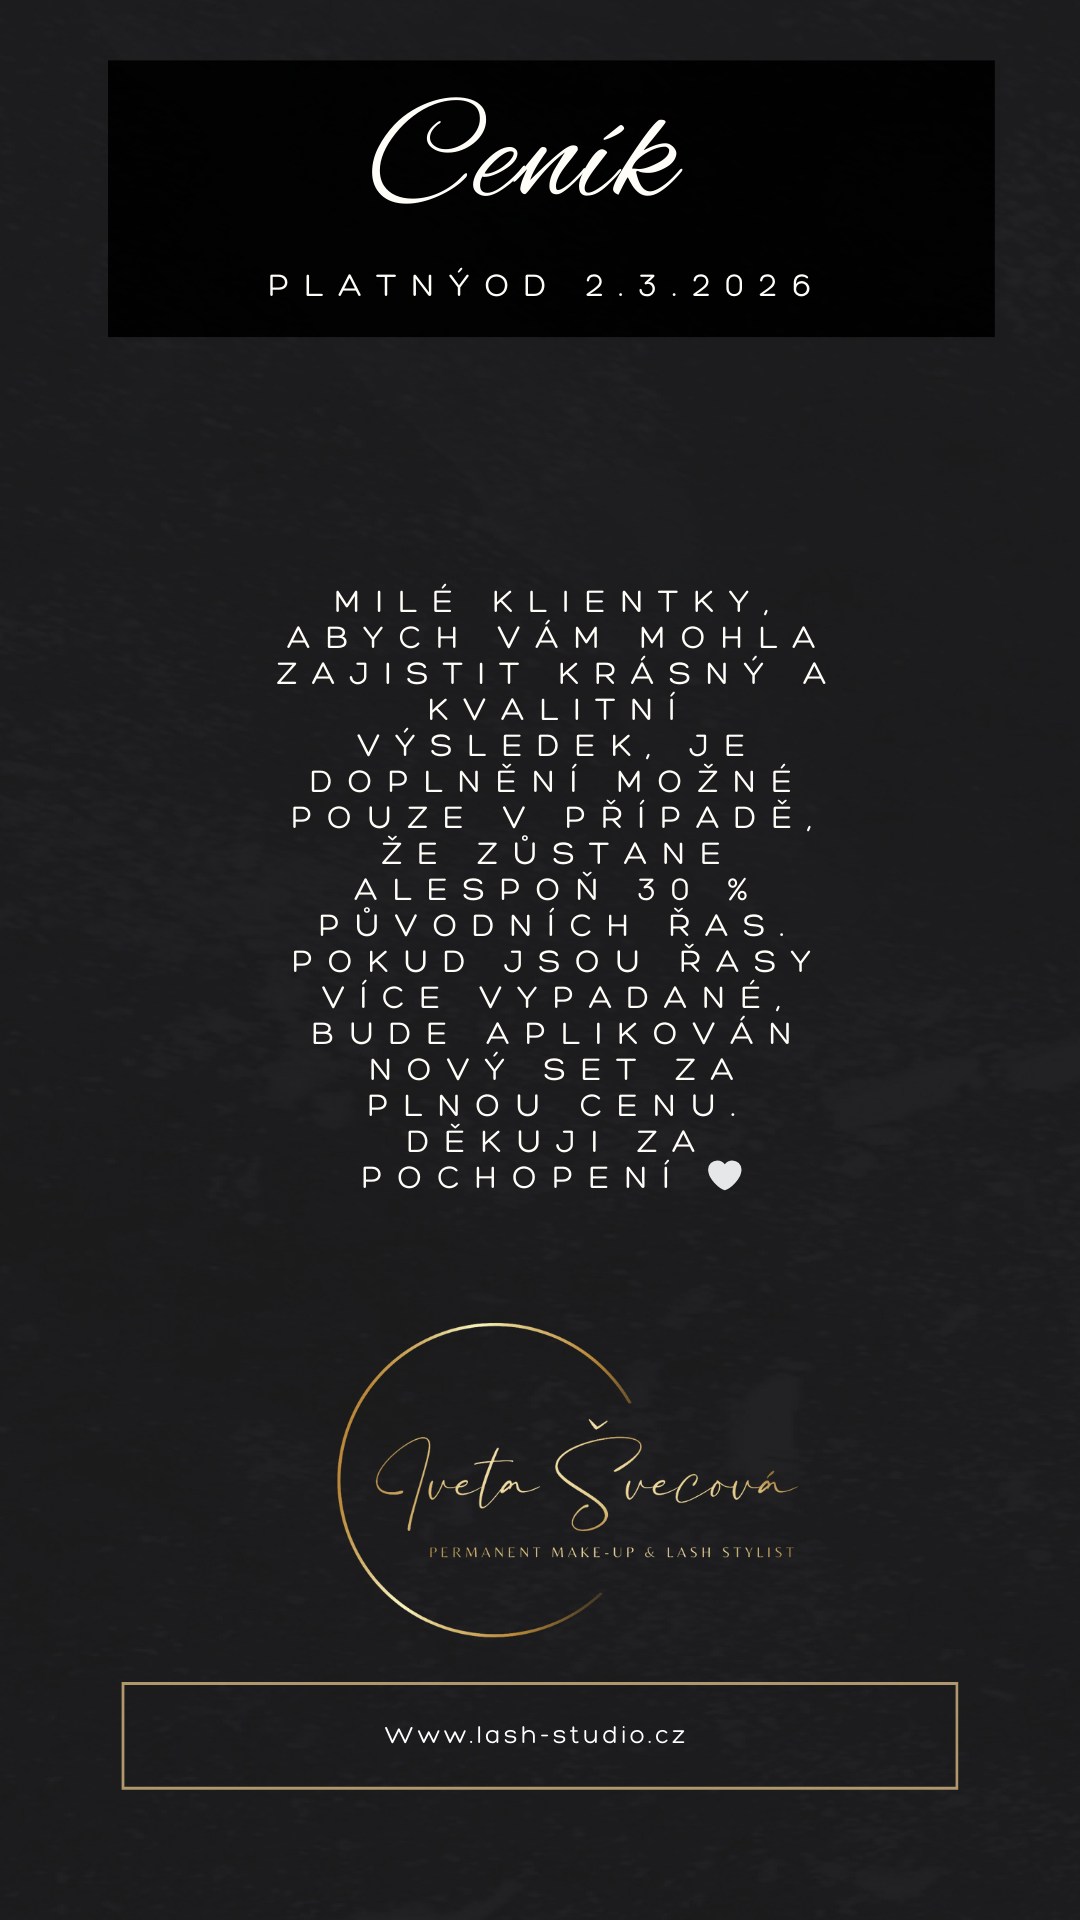 Ceník
PLATNÝOD 2.3.2026
MILÉ KLIENTKY,
ABYCH VÁM MOHLA
ZAJISTIT KRÁSNÝ A
KVALITNÍ
VÝSLEDEK, JE
DOPLNĚNÍ MOŽNÉ
POUZE V PŘÍPADĚ,
ŽE ZŮSTANE
ALESPOŇ 30 %
PŮVODNÍCH ŘAS.
POKUD JSOU ŘASY
VÍCE VYPADANÉ,
BUDE APLIKOVÁN
NOVÝ SET ZA
PLNOU CENU.
DĚKUJI ZA
POCHOPENÍ 🤍
Iveta Švecová
PERMANENT MAKE-UP & LASH STYLIST
Www.lash-studio.cz